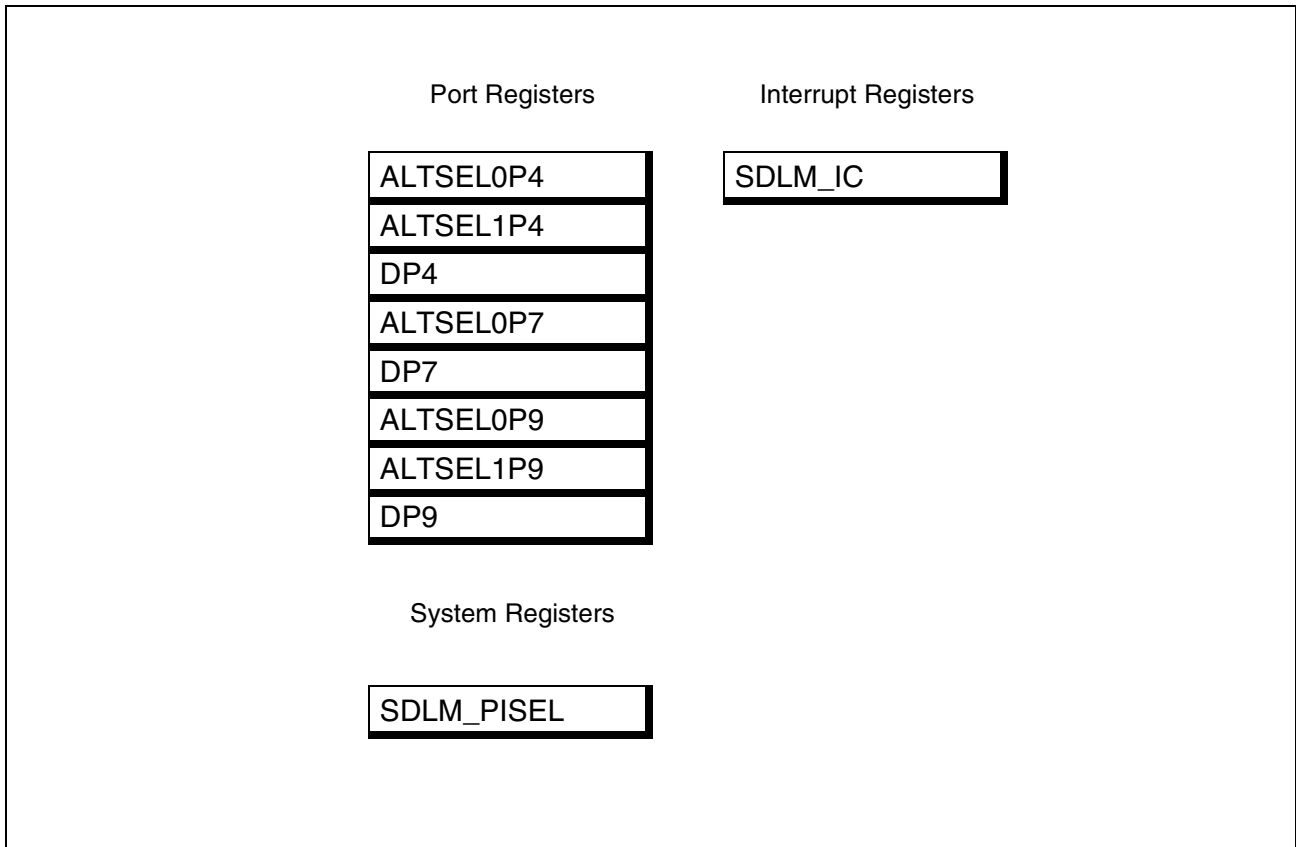 Port Registers
Interrupt Registers
ALTSEL0P4
SDLM_IC
ALTSEL1P4
DP4
ALTSEL0P7
DP7
ALTSEL0P9
ALTSEL1P9
DP9
System Registers
SDLM_PISEL